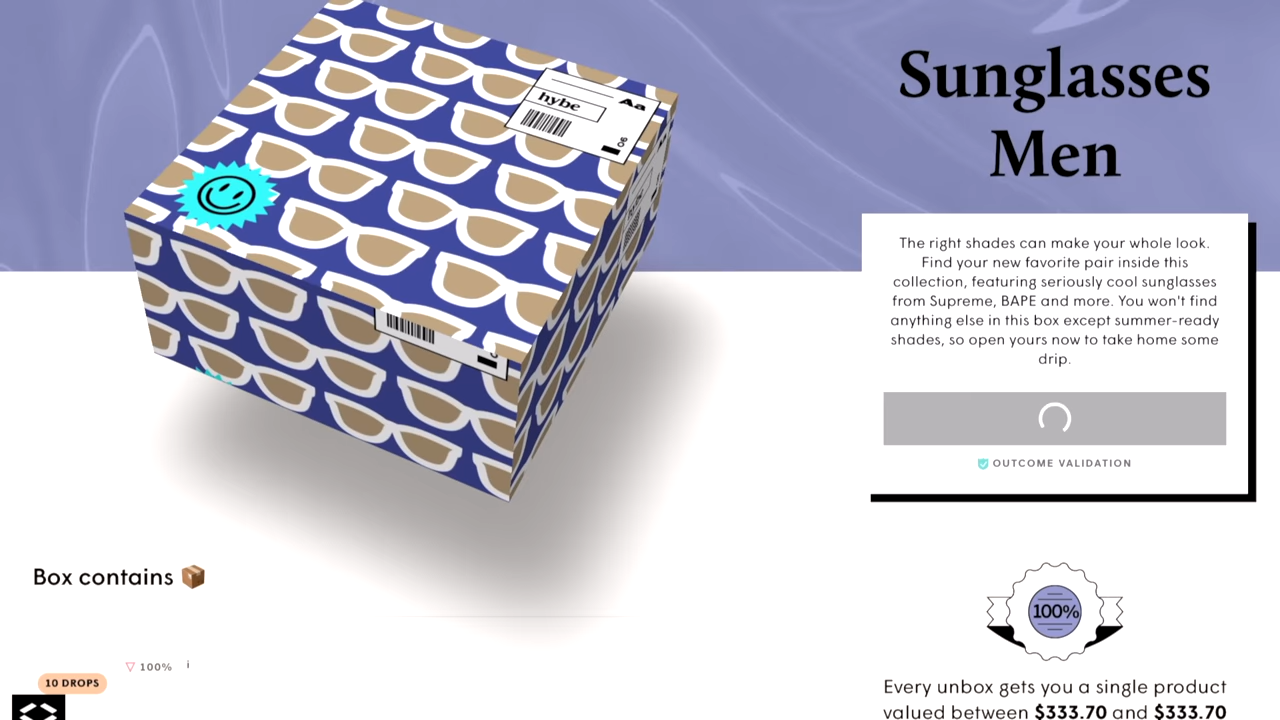 Sunglasses
Men
hybe
Aa
The right shades can make your whole look.
Find your new favorite pair inside this
collection, featuring seriously cool sunglasses
from Supreme, BAPE and more. You won't find
anything else in this box except summer-ready
shades, so open yours now to take home some
drip.
OUTCOME VALIDATION
Box contains 📦
100%
▽ 100% i
10 DROPS
Every unbox gets you a single product
valued between $333.70 and $333.70